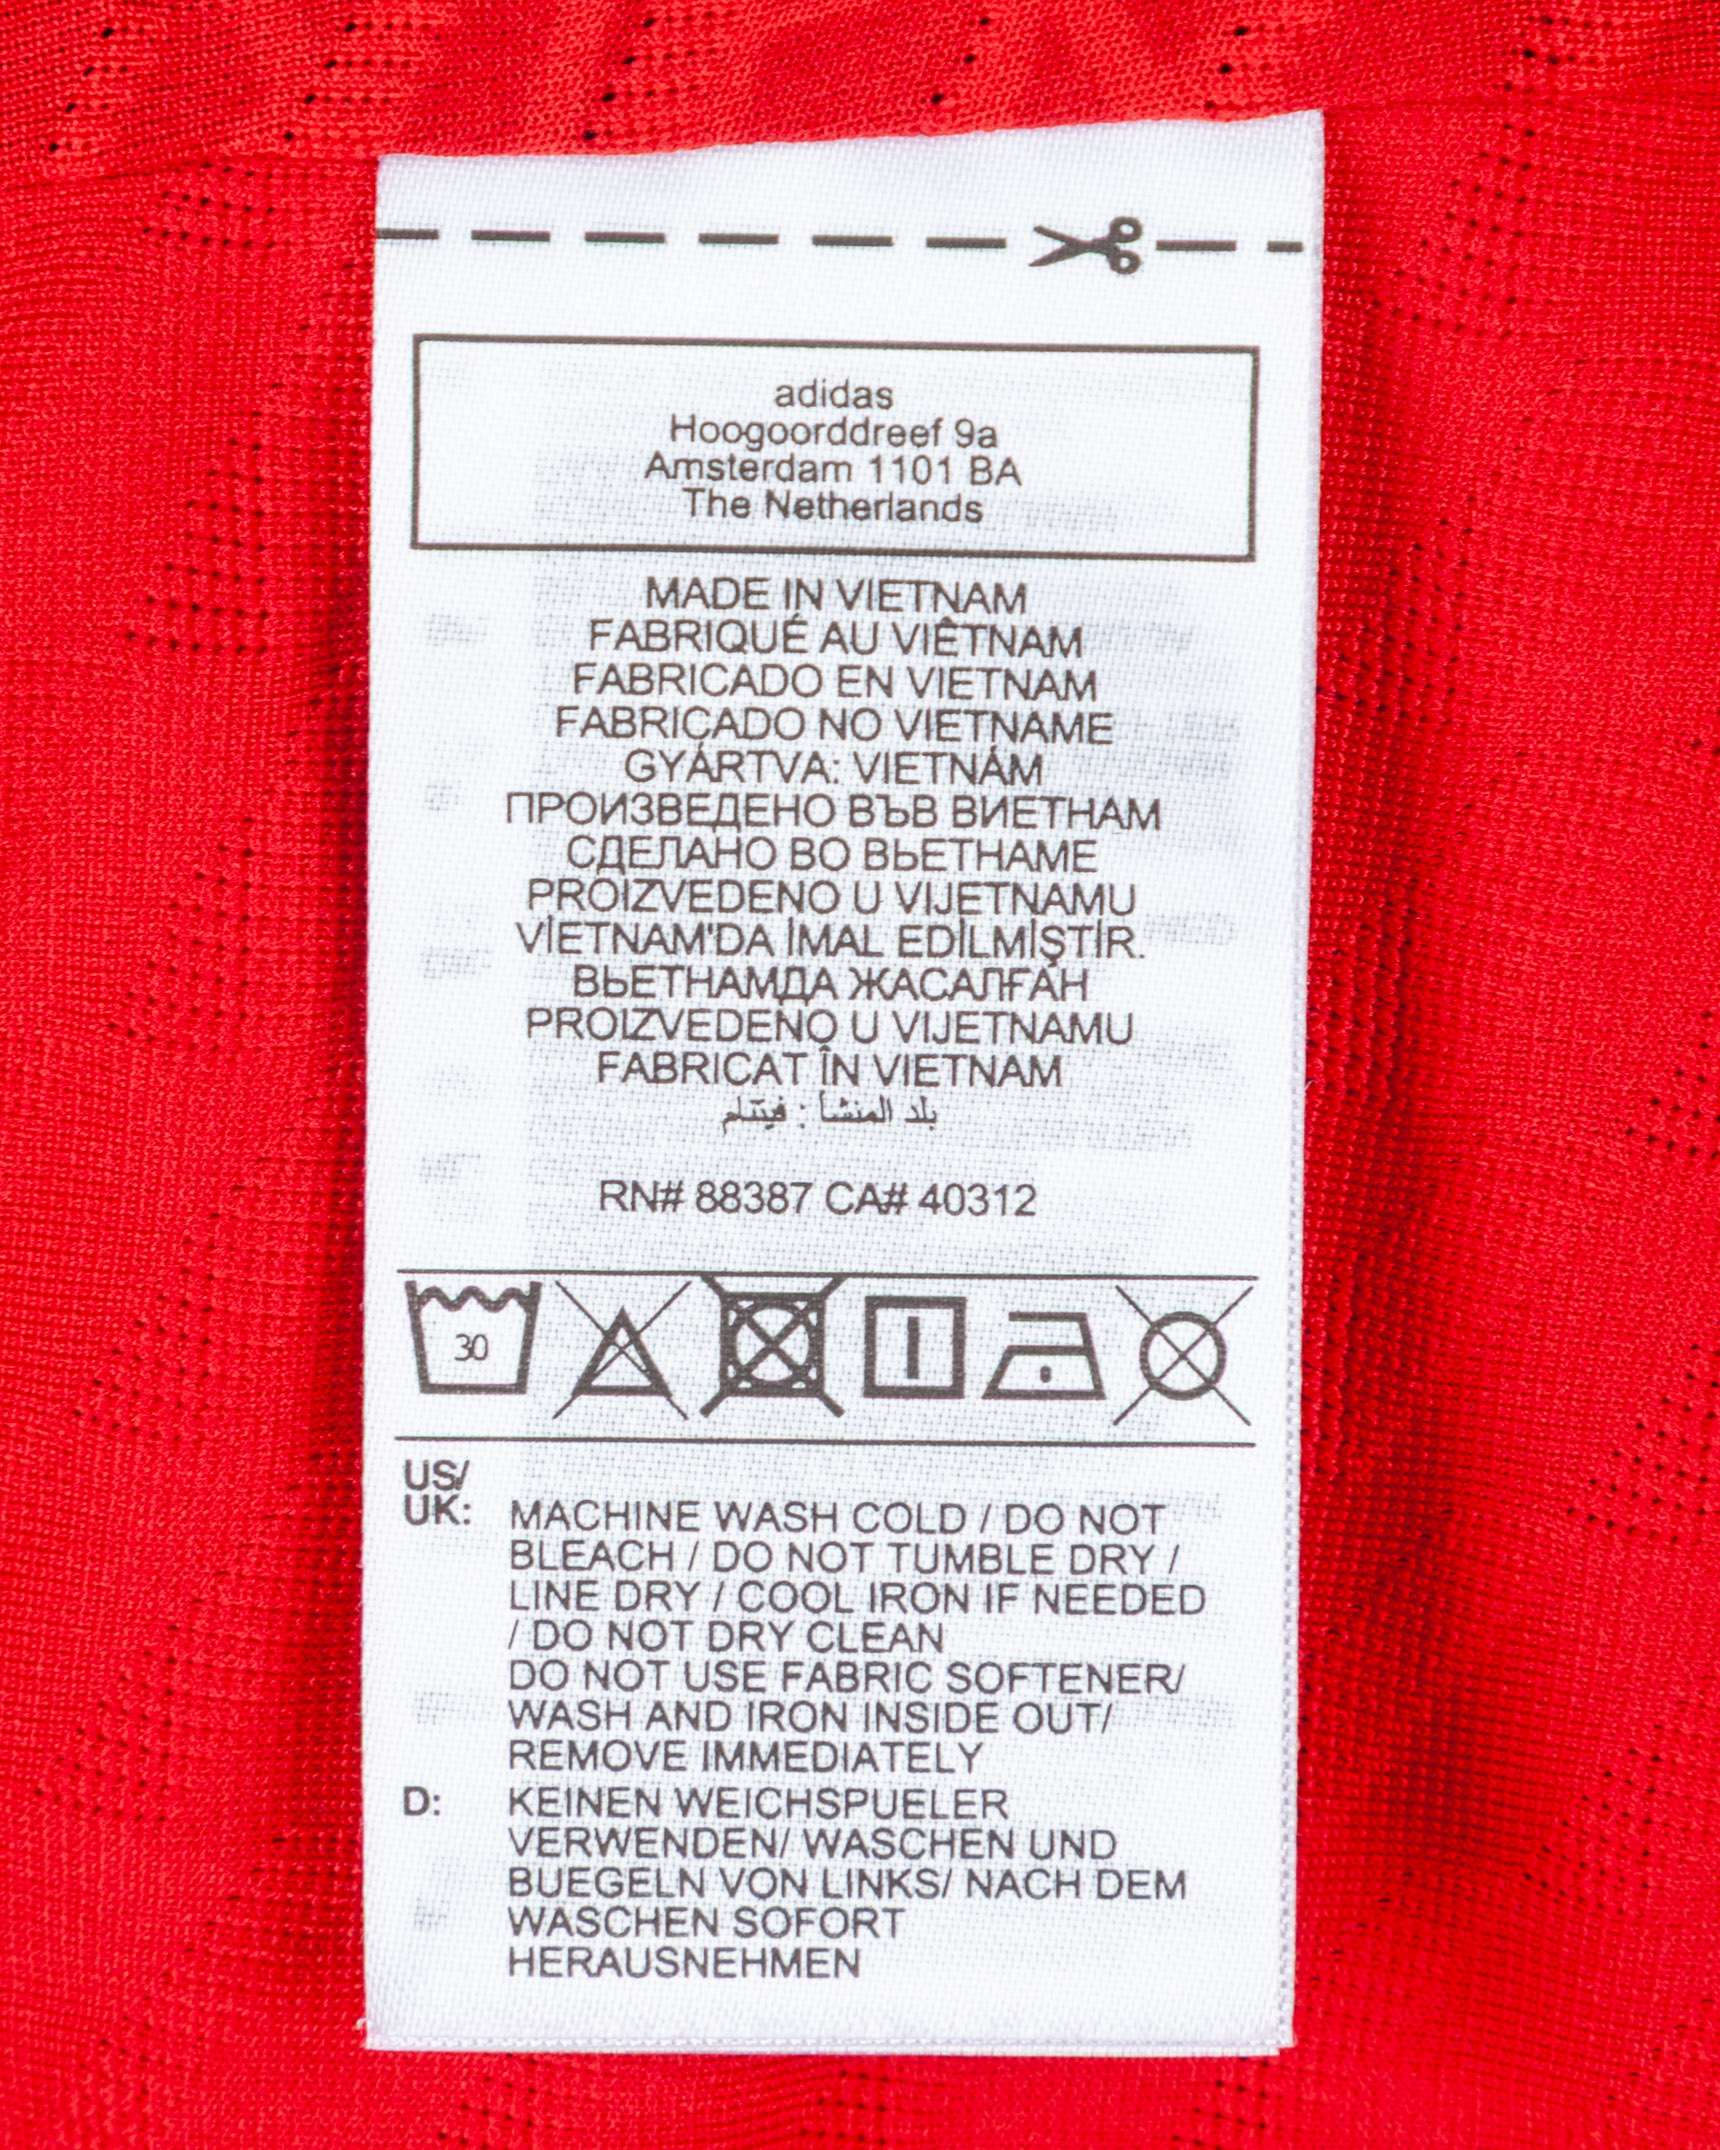 adidas
Hoogoorddreef 9a
Amsterdam 1101 BA
The Netherlands
MADE IN VIETNAM
FABRIQUÉ AU VIÊTNAM
FABRICADO EN VIETNAM
FABRICADO NO VIETNAME
GYÁRTVA: VIETNÁM
ПРОИЗВЕДЕНО ВЪВ ВИЕТНАМ
СДЕЛАНО ВО ВЬЕТНАМЕ
PROIZVEDENO U VIJETNAMU
VİETNAM'DA İMAL EDİLMİŞTİR.
ВЬЕТНАМДА ЖАСАЛҒАН
PROIZVEDENO U VIJETNAMU
FABRICAT ÎN VIETNAM
بلد المنشأ : فيتنام
RN# 88387 CA# 40312
30
US/
UK: MACHINE WASH COLD / DO NOT
BLEACH / DO NOT TUMBLE DRY /
LINE DRY / COOL IRON IF NEEDED
/ DO NOT DRY CLEAN
DO NOT USE FABRIC SOFTENER/
WASH AND IRON INSIDE OUT/
REMOVE IMMEDIATELY
D: KEINEN WEICHSPUELER
VERWENDEN/ WASCHEN UND
BUEGELN VON LINKS/ NACH DEM
WASCHEN SOFORT
HERAUSNEHMEN